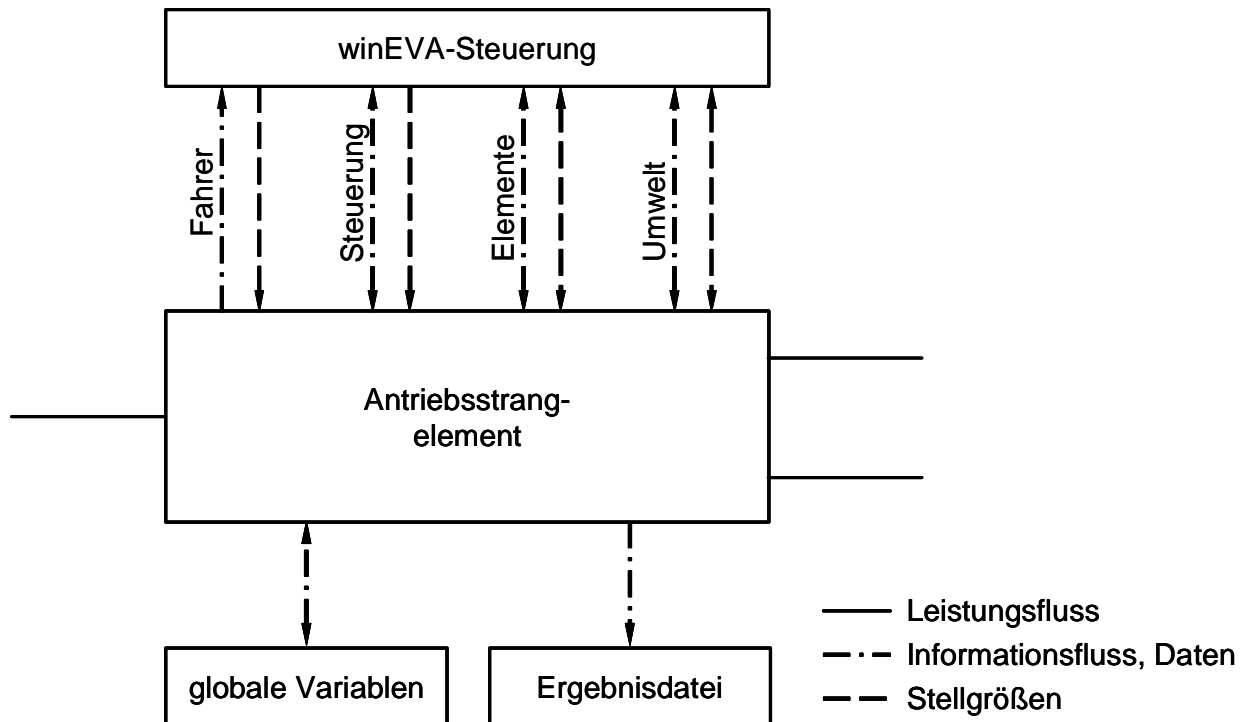 winEVA-Steuerung
Fahrer
Steuerung
Elemente
Umwelt
Antriebsstrang-
element
globale Variablen
Ergebnisdatei
Leistungsfluss
Informationsfluss, Daten
Stellgrößen